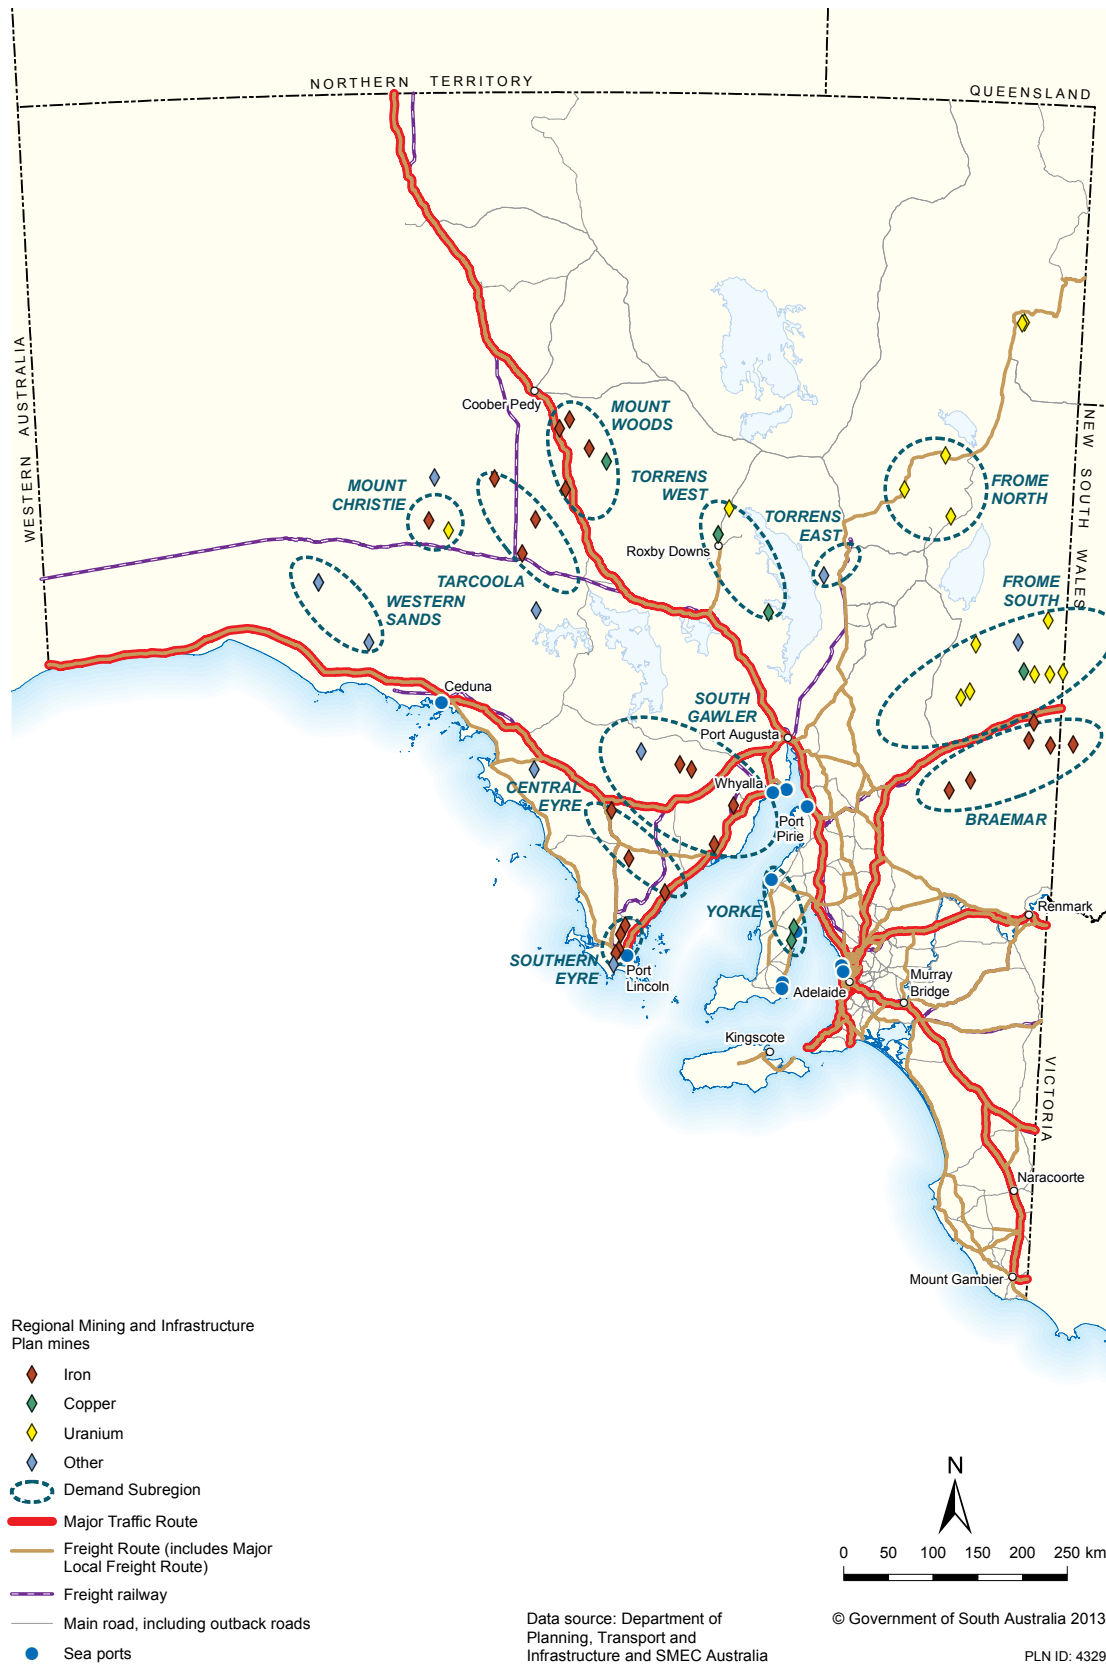 NORTHERN TERRITORY
QUEENSLAND
WESTERN AUSTRALIA
NEW SOUTH WALES
VICTORIA
Coober Pedy
MOUNT
WOODS
MOUNT
CHRISTIE
TORRENS
WEST
FROME
NORTH
TORRENS
EAST
Roxby Downs
TARCOOLA
WESTERN
SANDS
FROME
SOUTH
Ceduna
SOUTH
GAWLER
Port Augusta
Whyalla
CENTRAL
EYRE
Port
Pirie
BRAEMAR
YORKE
Renmark
SOUTHERN
EYRE
Port
Lincoln
Adelaide
Murray
Bridge
Kingscote
Naracoorte
Mount Gambier
Regional Mining and Infrastructure
Plan mines
Iron
Copper
Uranium
Other
Demand Subregion
Major Traffic Route
Freight Route (includes Major
Local Freight Route)
Freight railway
Main road, including outback roads
Sea ports
N
0 50 100 150 200 250 km
Data source: Department of
Planning, Transport and
Infrastructure and SMEC Australia
© Government of South Australia 2013
PLN ID: 4329